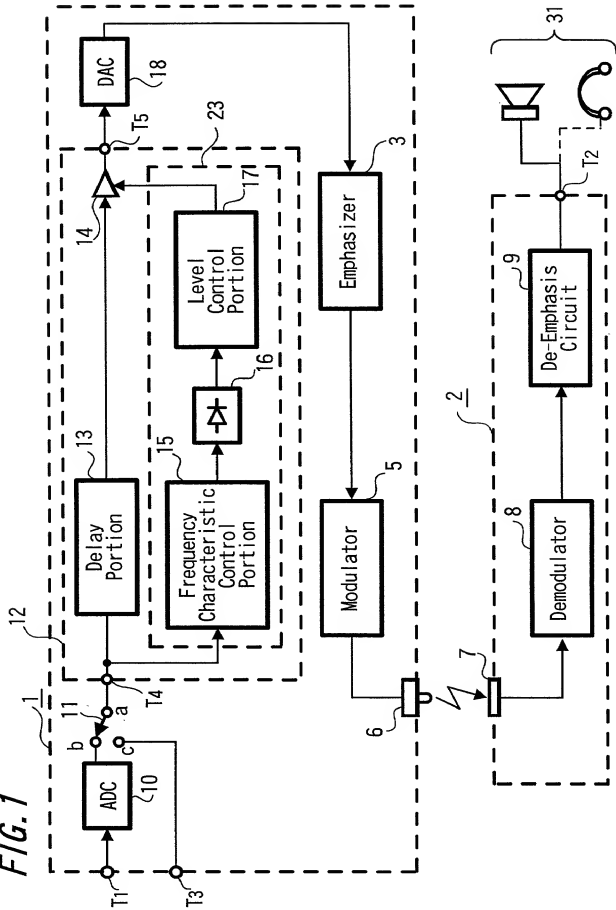 FIG.1
1
12
T1
ADC
10
b
c
11
a
T3
T4
Delay
Portion
13
14
T5
DAC
18
23
Frequency
Characteristic
Control
Portion
15
16
Level
Control
Portion
17
Emphasizer
3
Modulator
5
6
7
2
Demodulator
8
De-Emphasis
Circuit
9
T2
31